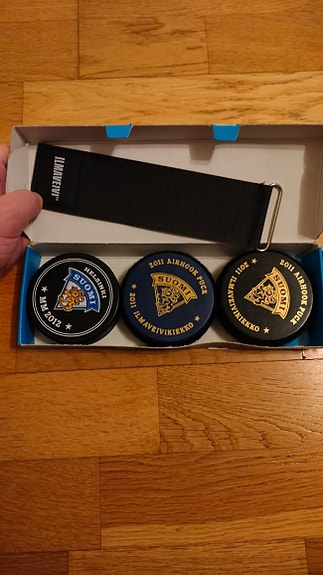 ILMAVEIVI
HELSINKI
SUOMI
★ MM 2012 ★
2011 AIRHOOK PUCK
SUOMI
★ 2011 ILMAVEIVIKIEKKO ★
2011 AIRHOOK PUCK
SUOMI
★ 2011 ILMAVEIVIKIEKKO ★